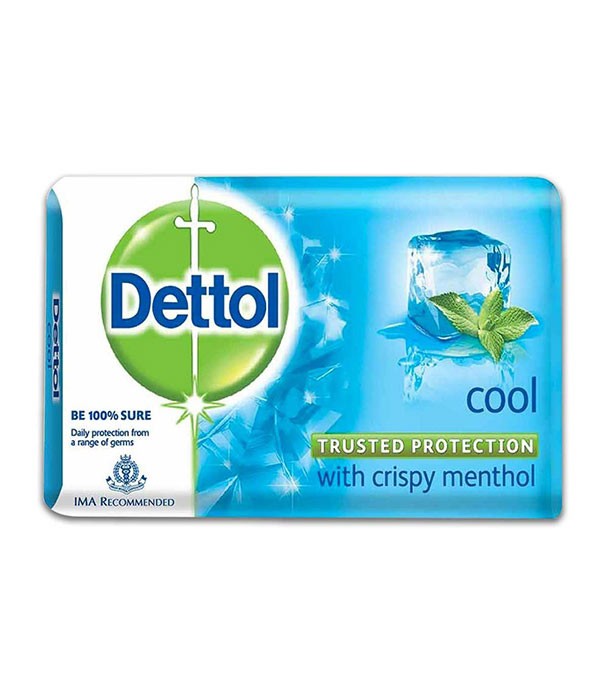 Dettol
cool
Dettol
BE 100% SURE
Daily protection from
a range of germs
IMA RECOMMENDED
cool
TRUSTED PROTECTION
with crispy menthol